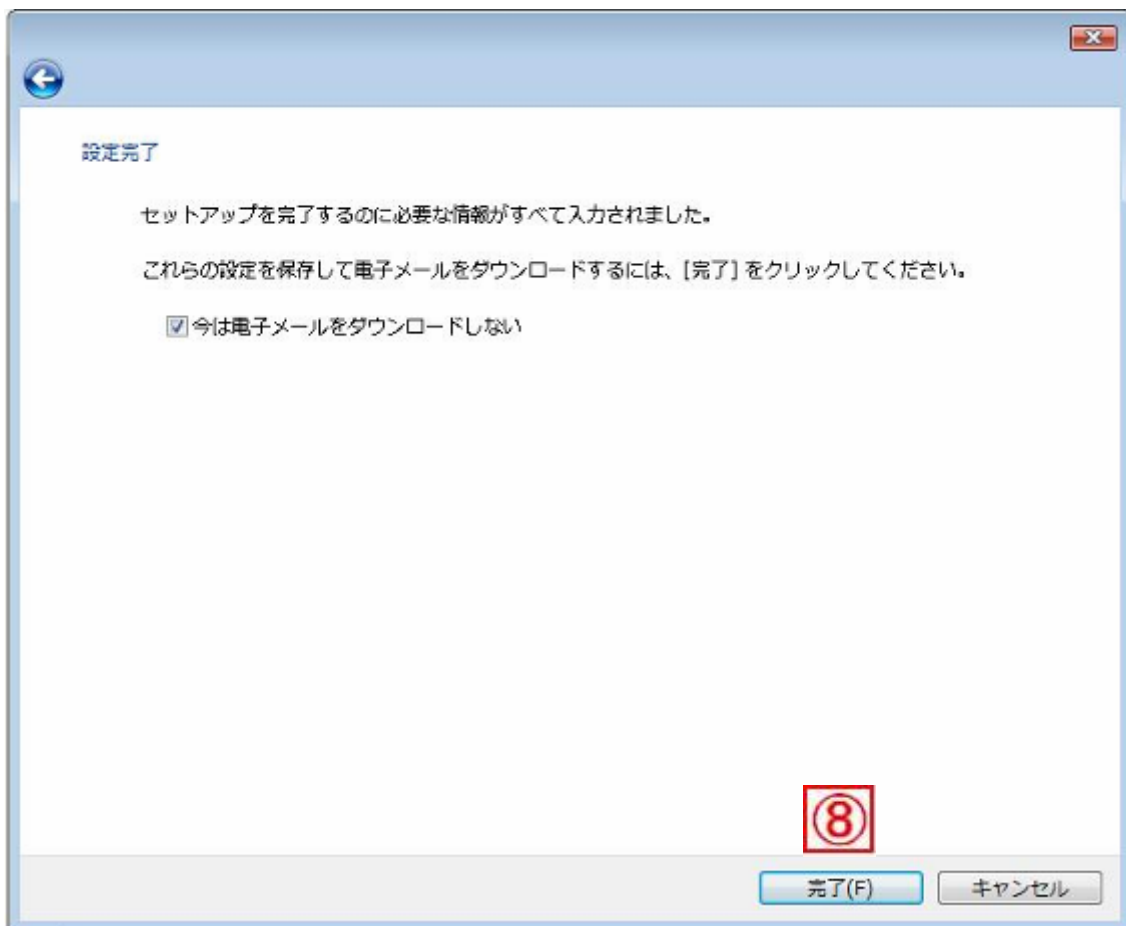 設定完了
セットアップを完了するのに必要な情報がすべて入力されました。
これらの設定を保存して電子メールをダウンロードするには、[完了] をクリックしてください。
今は電子メールをダウンロードしない
⑧
完了(F)
キャンセル